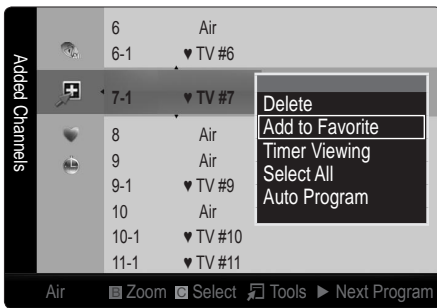 Added Channels
6 Air
6-1 ♥ TV #6
7-1 ♥ TV #7
8 Air
9 Air
9-1 ♥ TV #9
10 Air
10-1 ♥ TV #10
11-1 ♥ TV #11
Delete
Add to Favorite
Timer Viewing
Select All
Auto Program
Air B Zoom C Select Tools ► Next Program